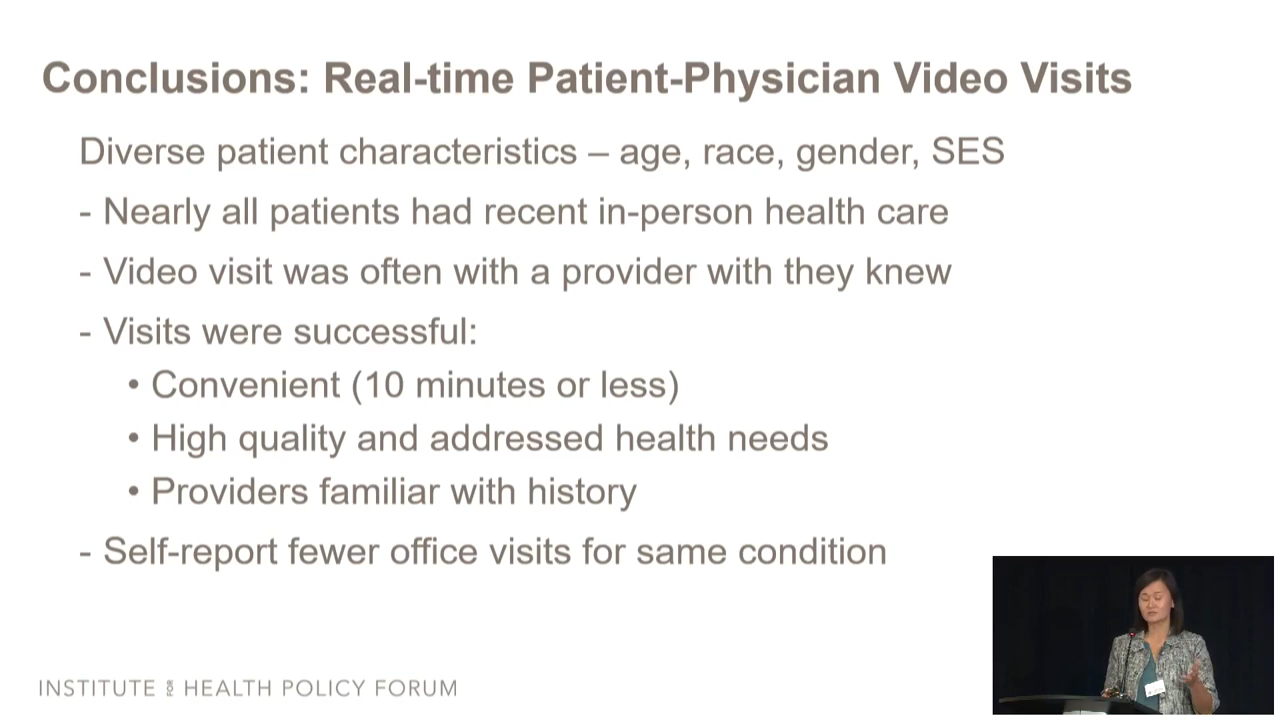 Conclusions: Real-time Patient-Physician Video Visits
Diverse patient characteristics – age, race, gender, SES
- Nearly all patients had recent in-person health care
- Video visit was often with a provider with they knew
- Visits were successful:
• Convenient (10 minutes or less)
• High quality and addressed health needs
• Providers familiar with history
- Self-report fewer office visits for same condition
INSTITUTE FOR HEALTH POLICY FORUM